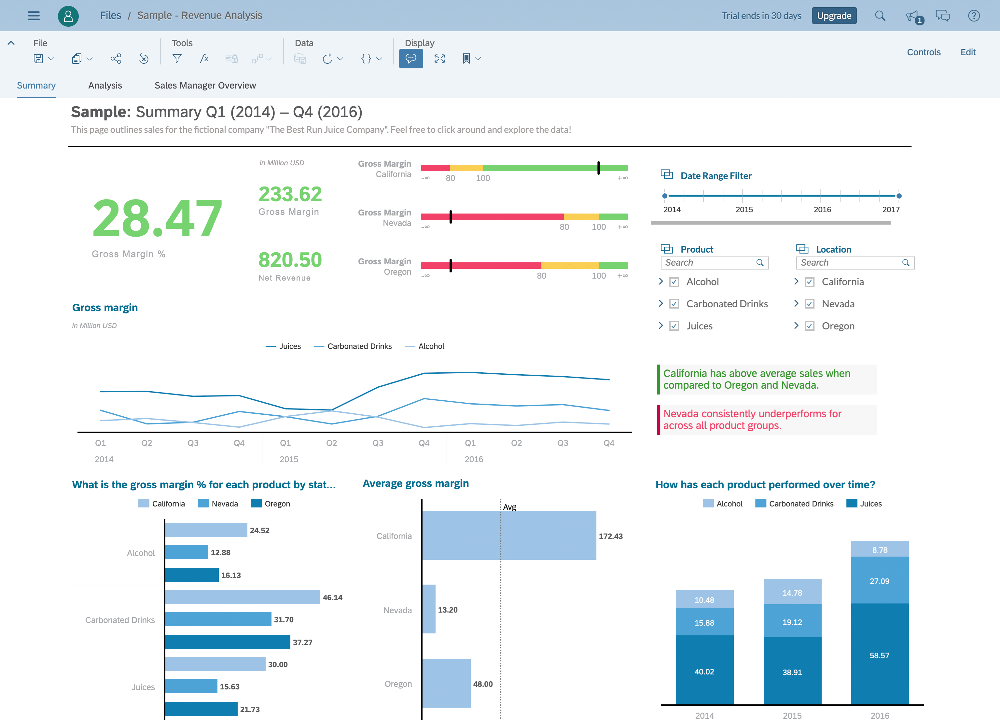 Files / Sample - Revenue Analysis
Trial ends in 30 days
Upgrade
1
File
Tools
Data
Display
Controls
Edit
Summary
Analysis
Sales Manager Overview
Sample: Summary Q1 (2014) – Q4 (2016)
This page outlines sales for the fictional company "The Best Run Juice Company". Feel free to click around and explore the data!
28.47
Gross Margin %
in Million USD
233.62
Gross Margin
820.50
Net Revenue
Gross Margin
California
-∞ 80 100 +∞
Gross Margin
Nevada
-∞ 80 100 +∞
Gross Margin
Oregon
-∞ 80 100 +∞
Date Range Filter
2014 2015 2016 2017
Product
Search
Alcohol
Carbonated Drinks
Juices
Location
Search
California
Nevada
Oregon
Gross margin
in Million USD
Juices Carbonated Drinks Alcohol
Q1 Q2 Q3 Q4 Q1 Q2 Q3 Q4 Q1 Q2 Q3 Q4
2014 2015 2016
California has above average sales when
compared to Oregon and Nevada.
Nevada consistently underperforms for
across all product groups.
What is the gross margin % for each product by stat...
California Nevada Oregon
Alcohol
24.52
12.88
16.13
Carbonated Drinks
46.14
31.70
37.27
Juices
30.00
15.63
21.73
Average gross margin
Avg
California 172.43
Nevada 13.20
Oregon 48.00
How has each product performed over time?
Alcohol Carbonated Drinks Juices
10.48
15.88
40.02
14.78
19.12
38.91
8.78
27.09
58.57
2014 2015 2016